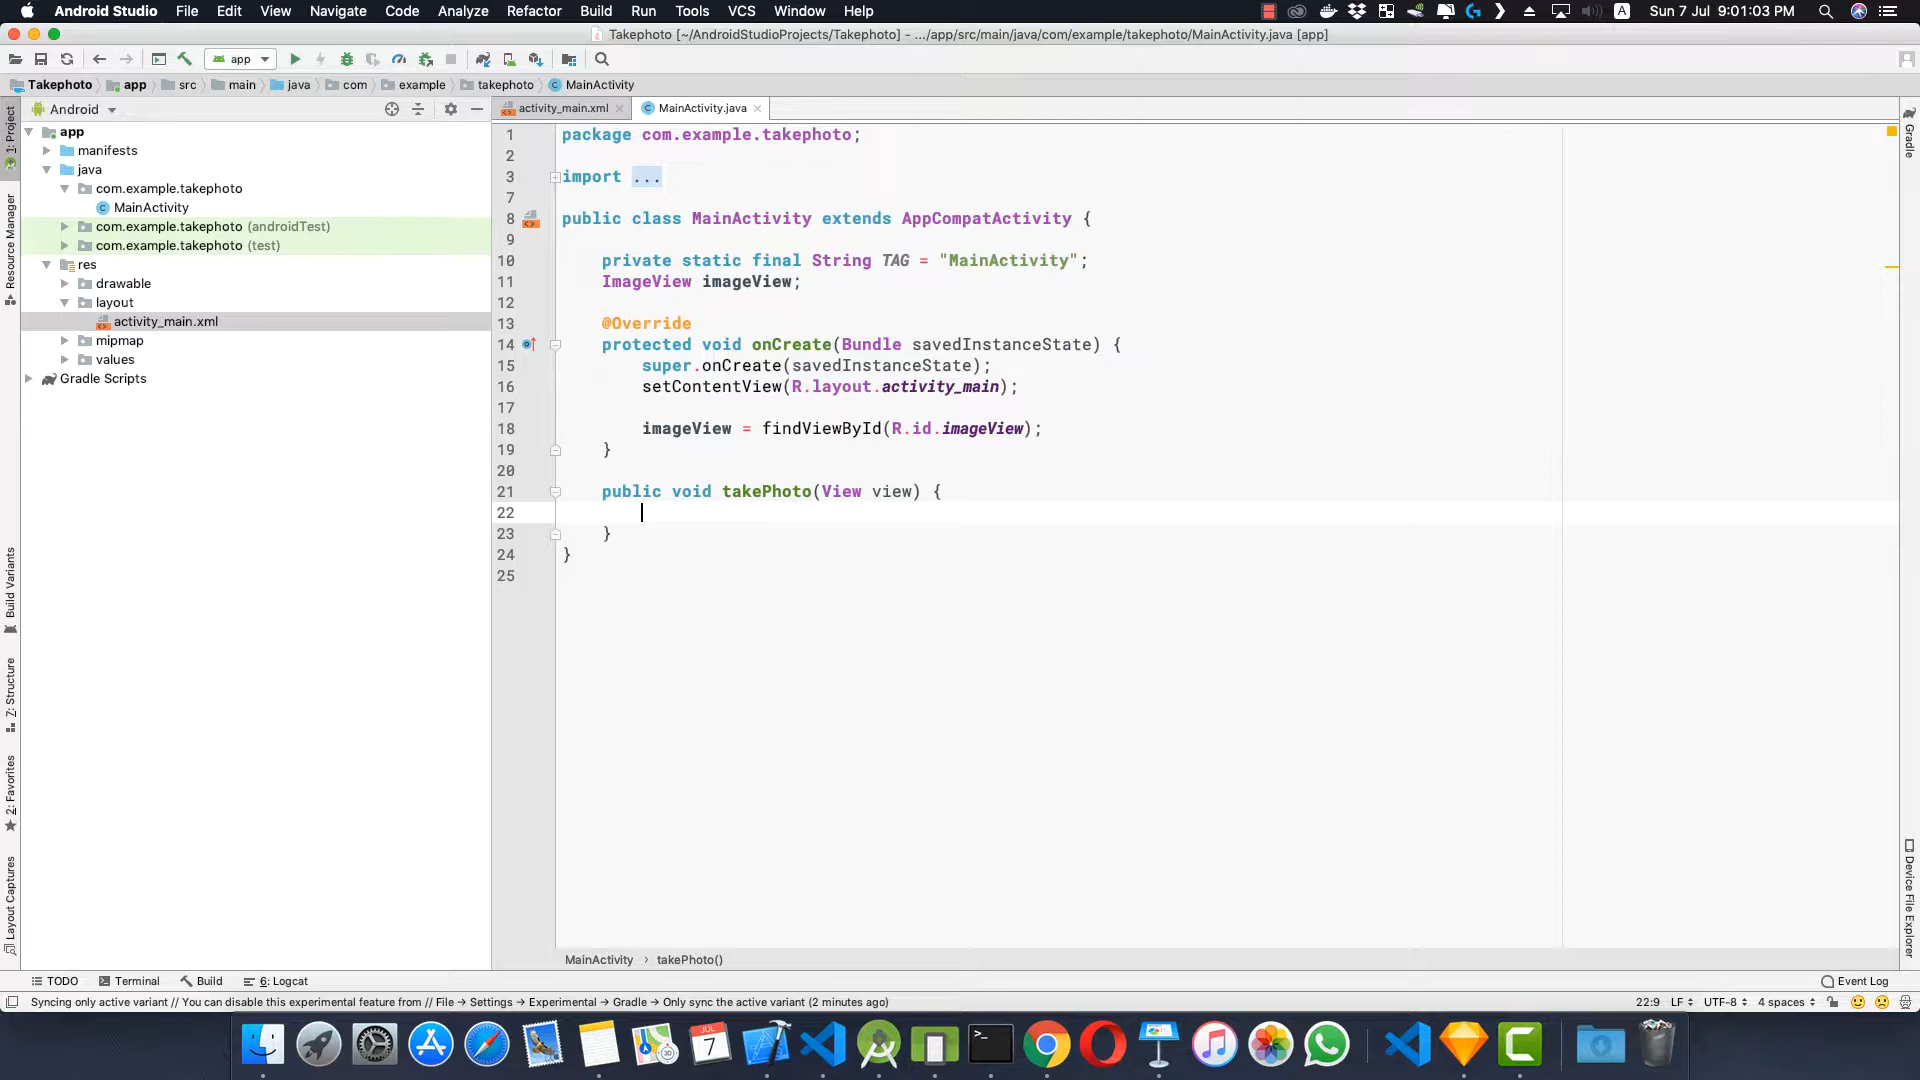 Android Studio File Edit View Navigate Code Analyze Refactor Build Run Tools VCS Window Help A Sun 7 Jul 9:01:03 PM
Takephoto [~/AndroidStudioProjects/Takephoto] - .../app/src/main/java/com/example/takephoto/MainActivity.java [app]
app
Takephoto app src main java com example takephoto MainActivity
Android
activity_main.xml MainActivity.java
app
manifests
java
com.example.takephoto
MainActivity
com.example.takephoto (androidTest)
com.example.takephoto (test)
res
drawable
layout
activity_main.xml
mipmap
values
Gradle Scripts
1: Project
Resource Manager
Build Variants
Z: Structure
2: Favorites
Layout Captures
1 package com.example.takephoto;
2
3 import ...
7
8 public class MainActivity extends AppCompatActivity {
9
10 private static final String TAG = "MainActivity";
11 ImageView imageView;
12
13 @Override
14 protected void onCreate(Bundle savedInstanceState) {
15 super.onCreate(savedInstanceState);
16 setContentView(R.layout.activity_main);
17
18 imageView = findViewById(R.id.imageView);
19 }
20
21 public void takePhoto(View view) {
22
23 }
24 }
25
Gradle
Device File Explorer
MainActivity › takePhoto()
TODO Terminal Build 6: Logcat Event Log
Syncing only active variant // You can disable this experimental feature from // File → Settings → Experimental → Gradle → Only sync the active variant (2 minutes ago) 22:9 LF UTF-8 4 spaces
JUL
7
3D
>_